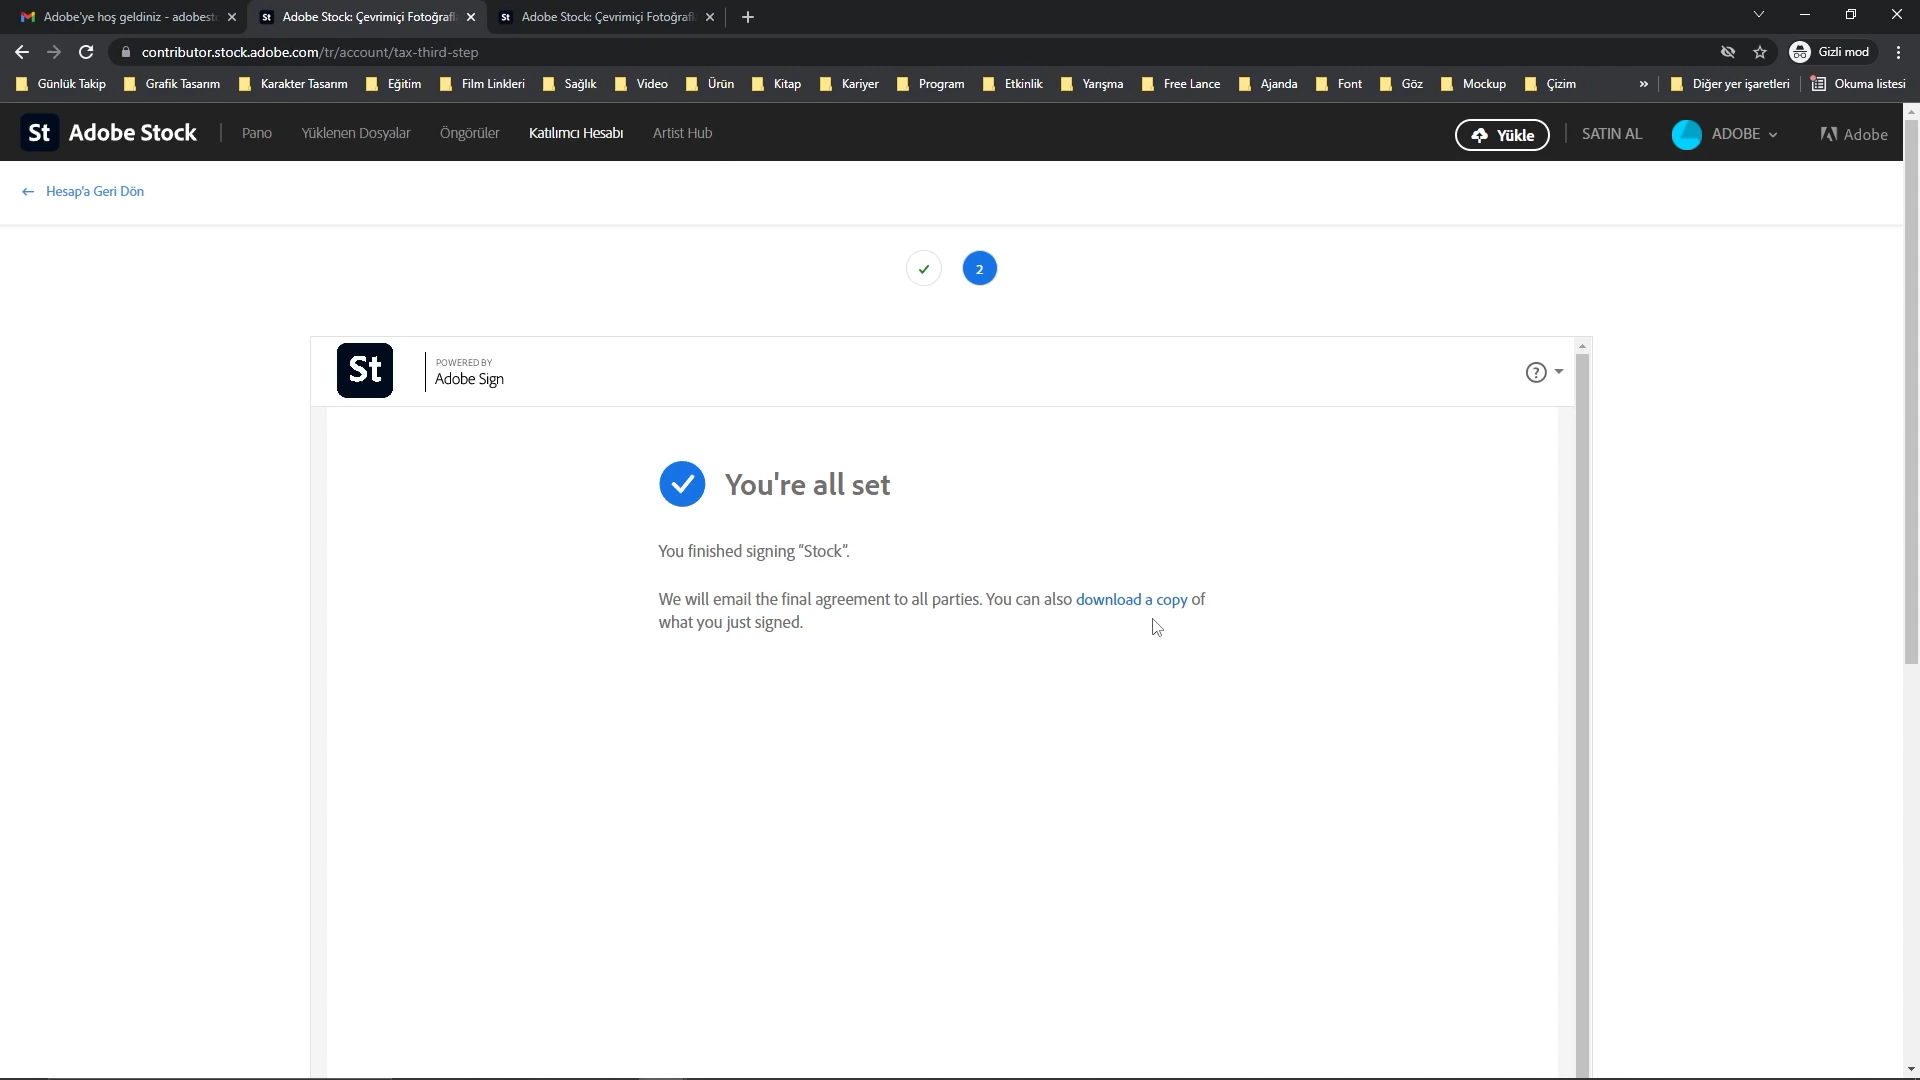 Adobe'ye hoş geldiniz - adobest
Adobe Stock: Çevrimiçi Fotoğrafl
Adobe Stock: Çevrimiçi Fotoğrafl
contributor.stock.adobe.com/tr/account/tax-third-step
Gizli mod
Günlük Takip
Grafik Tasarım
Karakter Tasarım
Eğitim
Film Linkleri
Sağlık
Video
Ürün
Kitap
Kariyer
Program
Etkinlik
Yarışma
Free Lance
Ajanda
Font
Göz
Mockup
Çizim
»
Diğer yer işaretleri
Okuma listesi
St Adobe Stock
Pano
Yüklenen Dosyalar
Öngörüler
Katılımcı Hesabı
Artist Hub
Yükle
SATIN AL
ADOBE
Adobe
← Hesap'a Geri Dön
2
St
POWERED BY
Adobe Sign
?
You're all set
You finished signing “Stock”.
We will email the final agreement to all parties. You can also download a copy of
what you just signed.